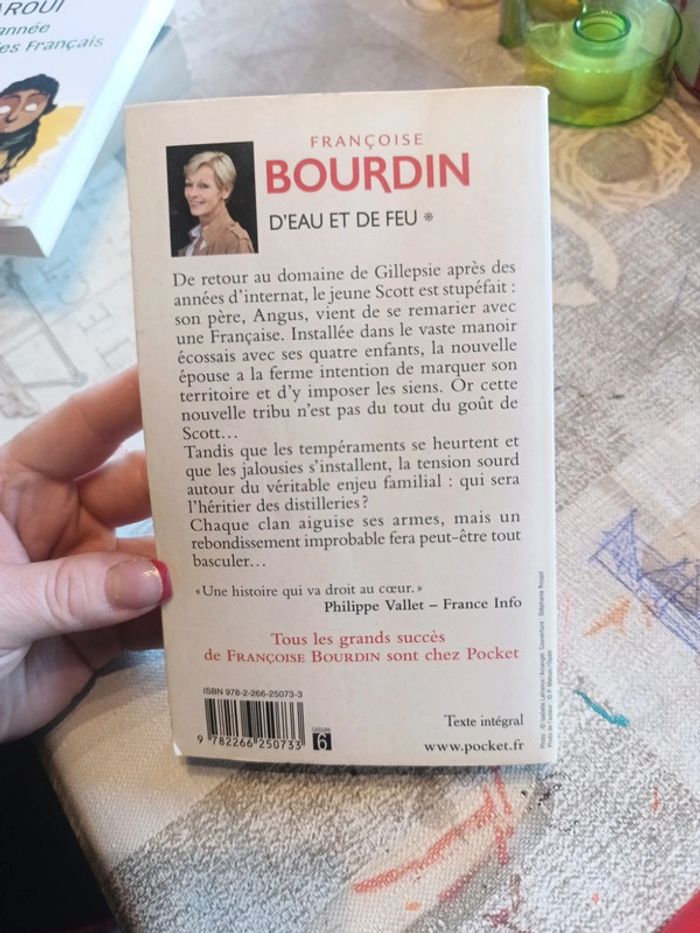 AROUI
année
es Français
FRANÇOISE
BOURDIN
D'EAU ET DE FEU *
De retour au domaine de Gillepsie après des
années d'internat, le jeune Scott est stupéfait :
son père, Angus, vient de se remarier avec
une Française. Installée dans le vaste manoir
écossais avec ses quatre enfants, la nouvelle
épouse a la ferme intention de marquer son
territoire et d'y imposer les siens. Or cette
nouvelle tribu n'est pas du tout du goût de
Scott…
Tandis que les tempéraments se heurtent et
que les jalousies s'installent, la tension sourd
autour du véritable enjeu familial : qui sera
l'héritier des distilleries ?
Chaque clan aiguise ses armes, mais un
rebondissement improbable fera peut-être tout
basculer…
« Une histoire qui va droit au cœur. »
Philippe Vallet – France Info
Tous les grands succès
de FRANÇOISE BOURDIN sont chez Pocket
ISBN 978-2-266-25073-3
9 782266 250733
6
Texte intégral
www.pocket.fr